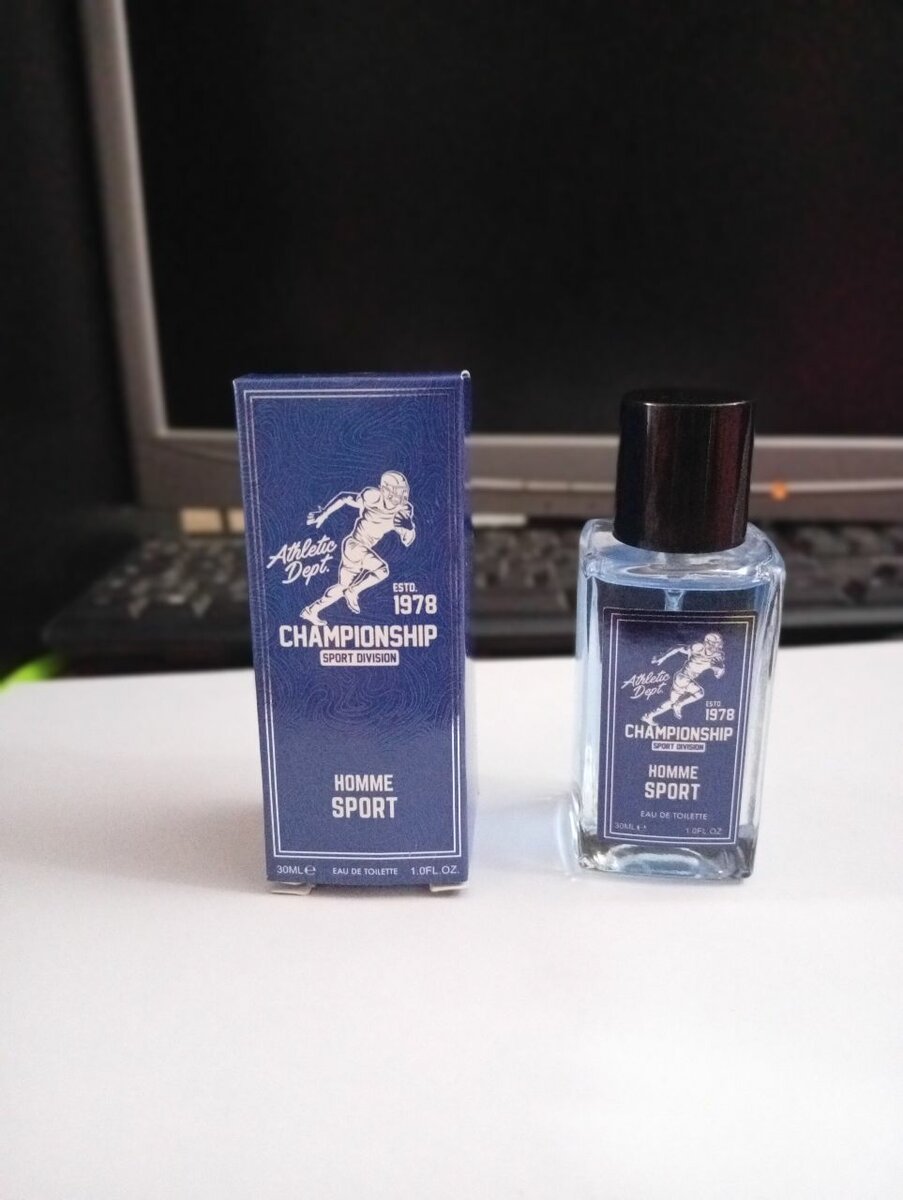 Athletic
Dept.
ESTD.
1978
CHAMPIONSHIP
SPORT DIVISION
HOMME
SPORT
30ML℮ EAU DE TOILETTE 1.0FL.OZ.
Athletic
Dept.
ESTD
1978
CHAMPIONSHIP
SPORT DIVISION
HOMME
SPORT
EAU DE TOILETTE
30ML℮ 1.0FL.OZ.